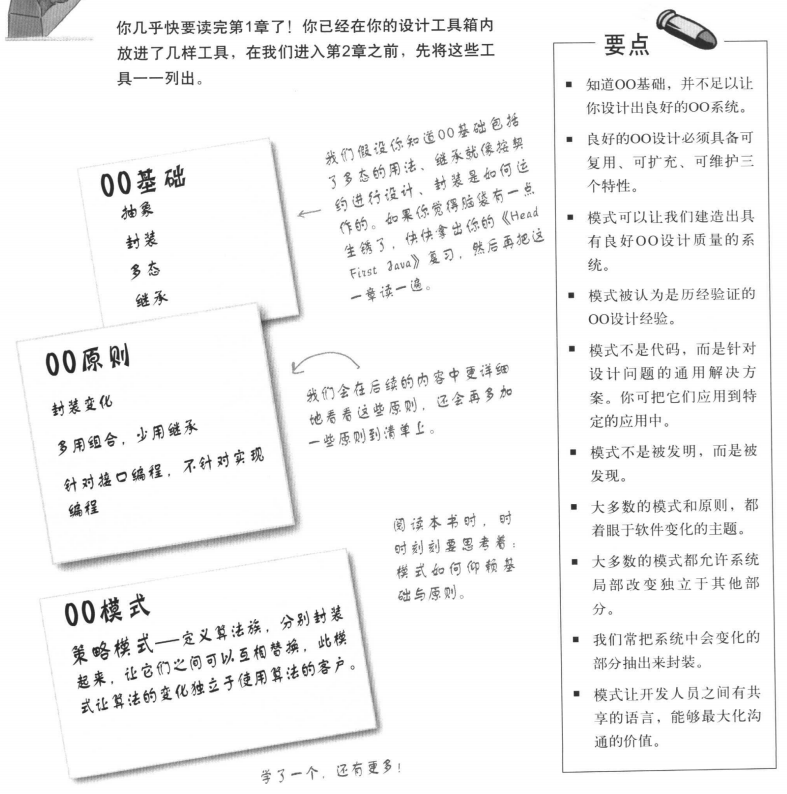 你几乎快要读完第1章了！你已经在你的设计工具箱内
放进了几样工具，在我们进入第2章之前，先将这些工
具一一列出。
OO基础
抽象
封装
多态
继承
我们假设你知道OO基础包括
了多态的用法、继承就像按契
约进行设计、封装是如何运
作的。如果你觉得脑袋有一点
生锈了，快快拿出你的《Head
First Java》复习，然后再把这
一章读一遍。
OO原则
封装变化
多用组合，少用继承
针对接口编程，不针对实现
编程
我们会在后续的内容中更详细
地看看这些原则，还会再多加
一些原则到清单上。
阅读本书时，时
时刻刻要思考着：
模式如何仰赖基
础与原则。
OO模式
策略模式——定义算法族，分别封装
起来，让它们之间可以互相替换，此模
式让算法的变化独立于使用算法的客户。
学了一个，还有更多！
要点
■ 知道OO基础，并不足以让
你设计出良好的OO系统。
■ 良好的OO设计必须具备可
复用、可扩充、可维护三
个特性。
■ 模式可以让我们建造出具
有良好OO设计质量的系
统。
■ 模式被认为是历经验证的
OO设计经验。
■ 模式不是代码，而是针对
设计问题的通用解决方
案。你可把它们应用到特
定的应用中。
■ 模式不是被发明，而是被
发现。
■ 大多数的模式和原则，都
着眼于软件变化的主题。
■ 大多数的模式都允许系统
局部改变独立于其他部
分。
■ 我们常把系统中会变化的
部分抽出来封装。
■ 模式让开发人员之间有共
享的语言，能够最大化沟
通的价值。